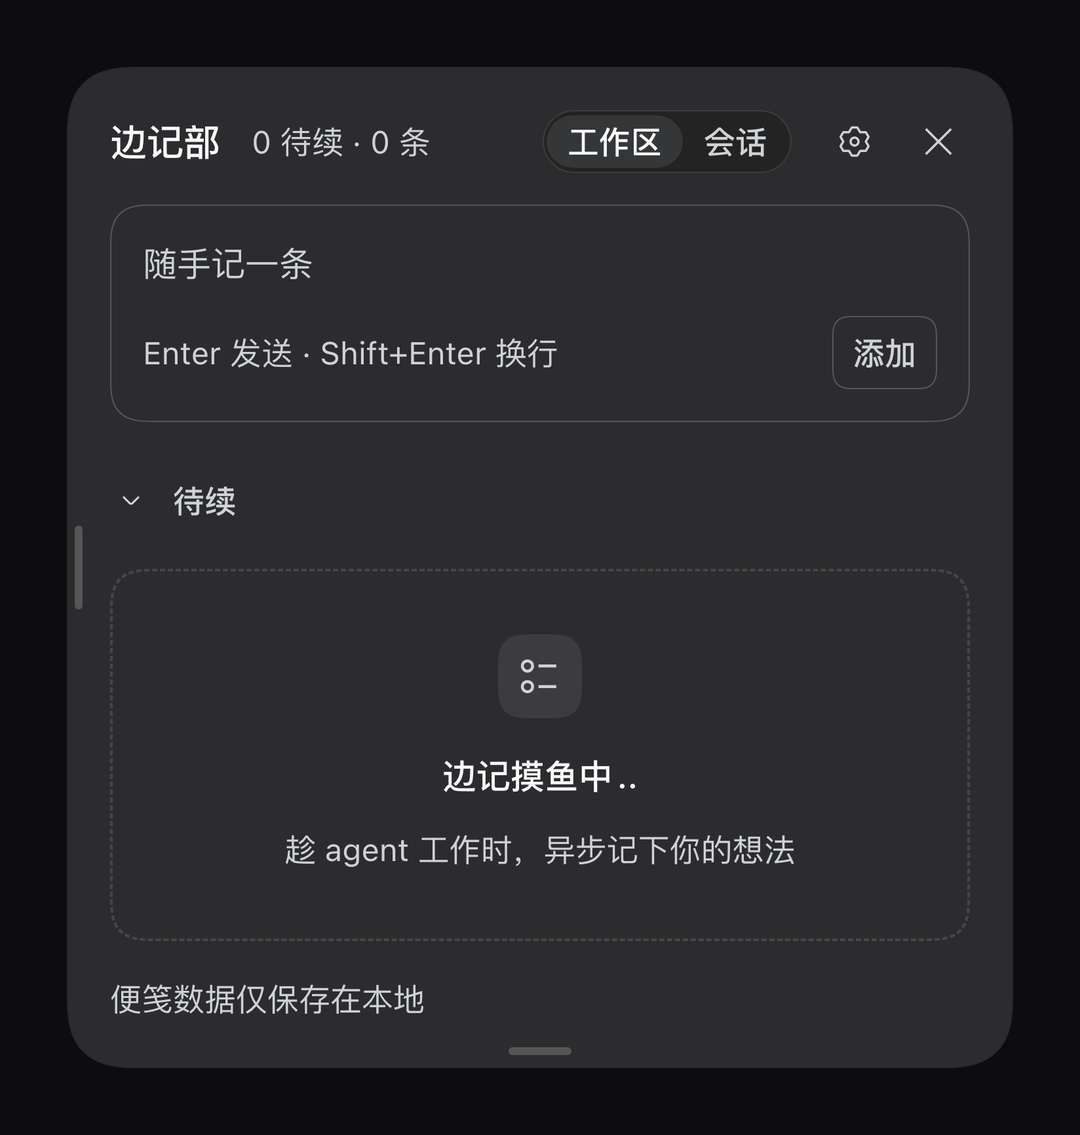 边记部 0 待续 · 0 条 工作区 会话
随手记一条
Enter 发送 · Shift+Enter 换行 添加
待续
边记摸鱼中..
趁 agent 工作时，异步记下你的想法
便笺数据仅保存在本地